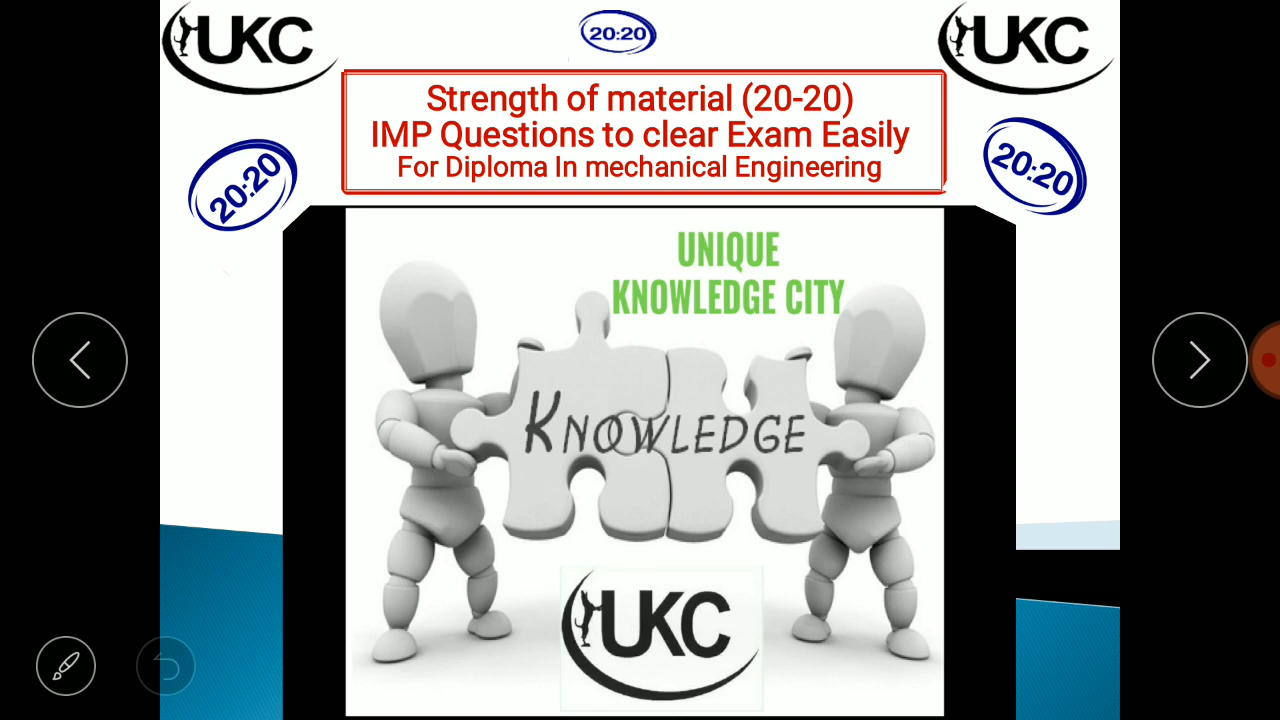 UKC
20:20
UKC
Strength of material (20-20)
IMP Questions to clear Exam Easily
For Diploma In mechanical Engineering
20:20
20:20
UNIQUE
KNOWLEDGE CITY
KNOWLEDGE
UKC